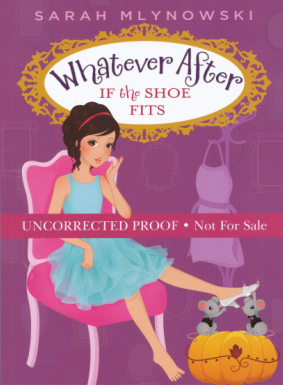 SARAH MLYNOWSKI
Whatever After
IF the SHOE
FITS
UNCORRECTED PROOF • Not For Sale